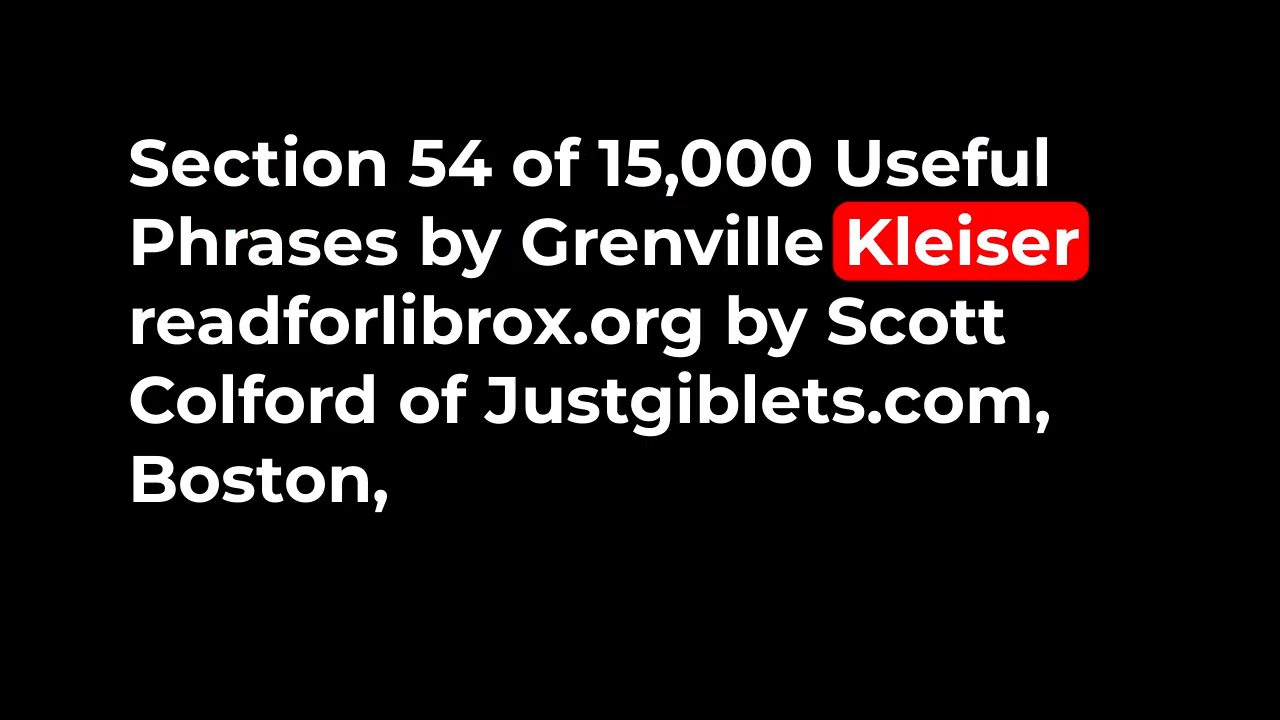 Section 54 of 15,000 Useful
Phrases by Grenville Kleiser
readforlibrox.org by Scott
Colford of Justgiblets.com,
Boston,